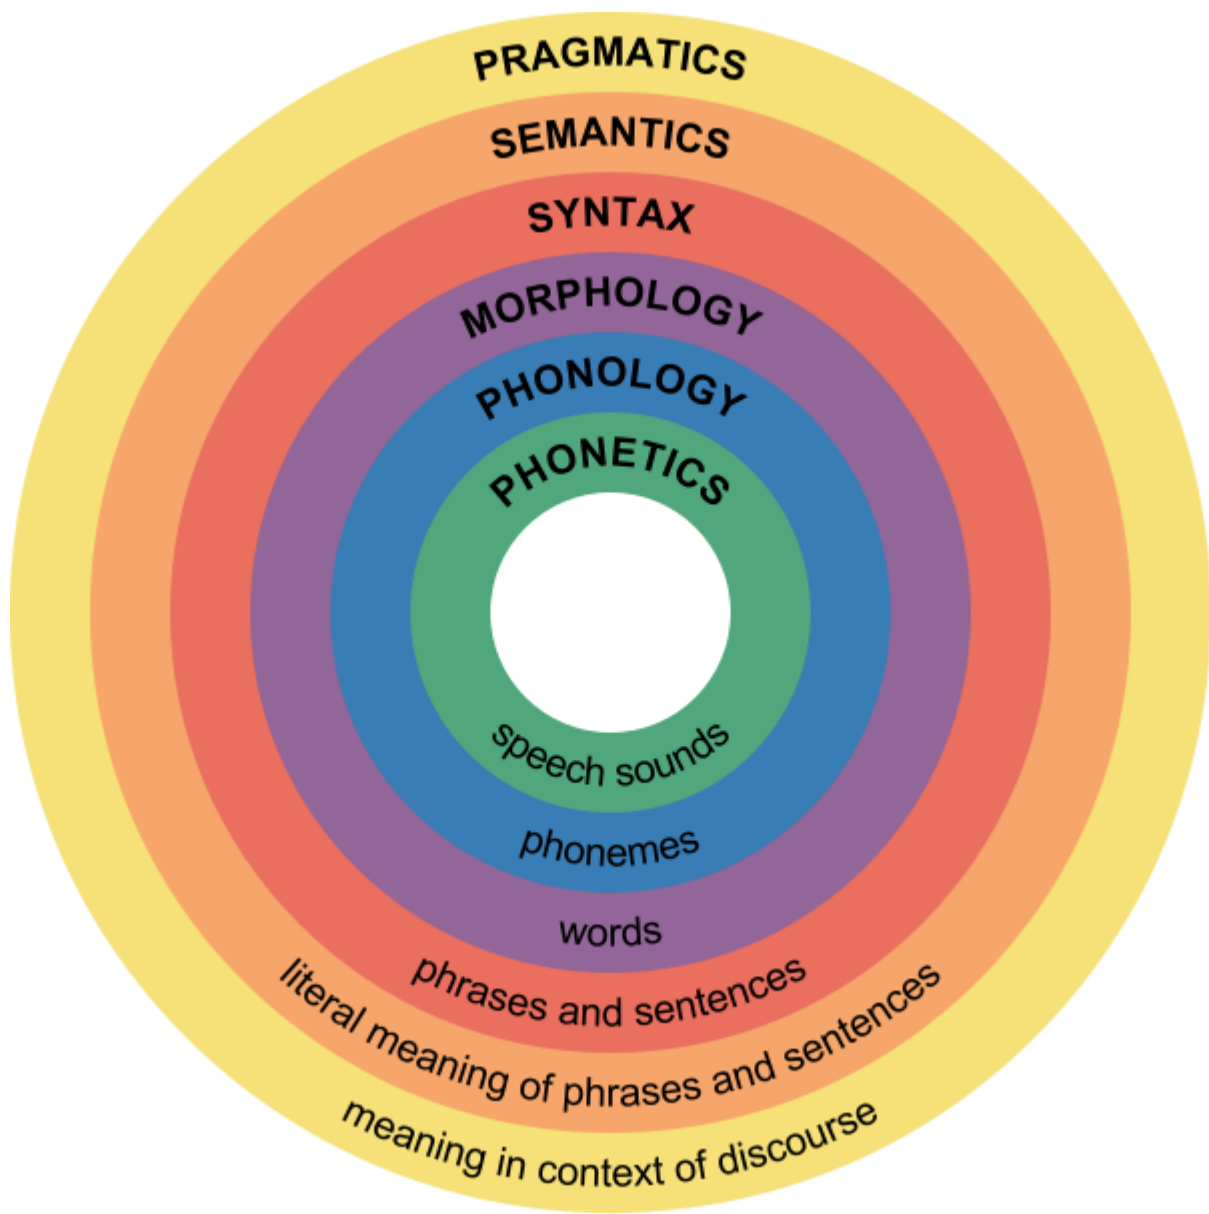 PRAGMATICS
SEMANTICS
SYNTAX
MORPHOLOGY
PHONOLOGY
PHONETICS
speech sounds
phonemes
words
phrases and sentences
literal meaning of phrases and sentences
meaning in context of discourse